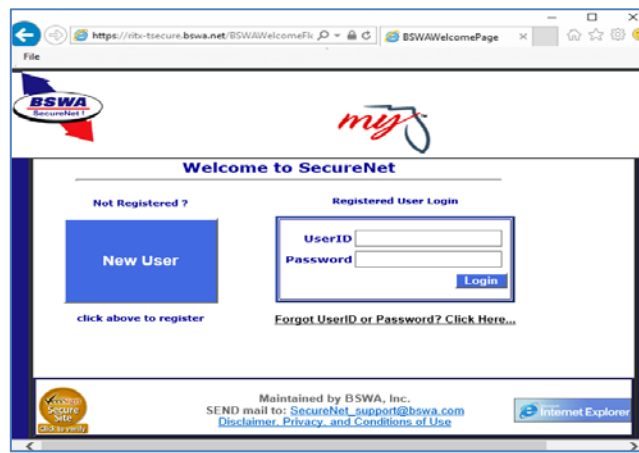 https://ritx-tsecure.bswa.net/BSWAWelcomeFl
BSWAWelcomePage
File
BSWA
SecureNet !
my
Welcome to SecureNet
Not Registered ?
Registered User Login
New User
UserID
Password
Login
click above to register
Forgot UserID or Password? Click Here...
Secure
Site
Click to verify
Maintained by BSWA, Inc.
SEND mail to: SecureNet_support@bswa.com
Disclaimer, Privacy, and Conditions of Use
Internet Explorer